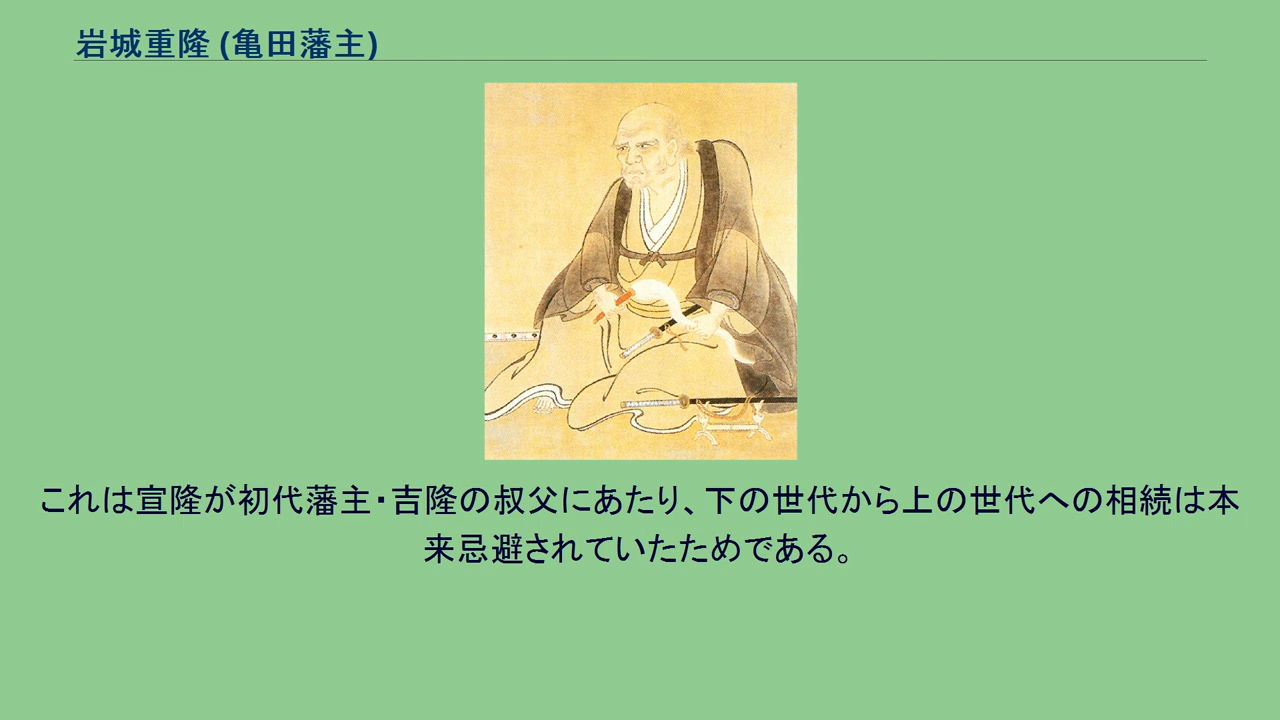 岩城重隆 (亀田藩主)
これは宣隆が初代藩主・吉隆の叔父にあたり、下の世代から上の世代への相続は本
来忌避されていたためである。